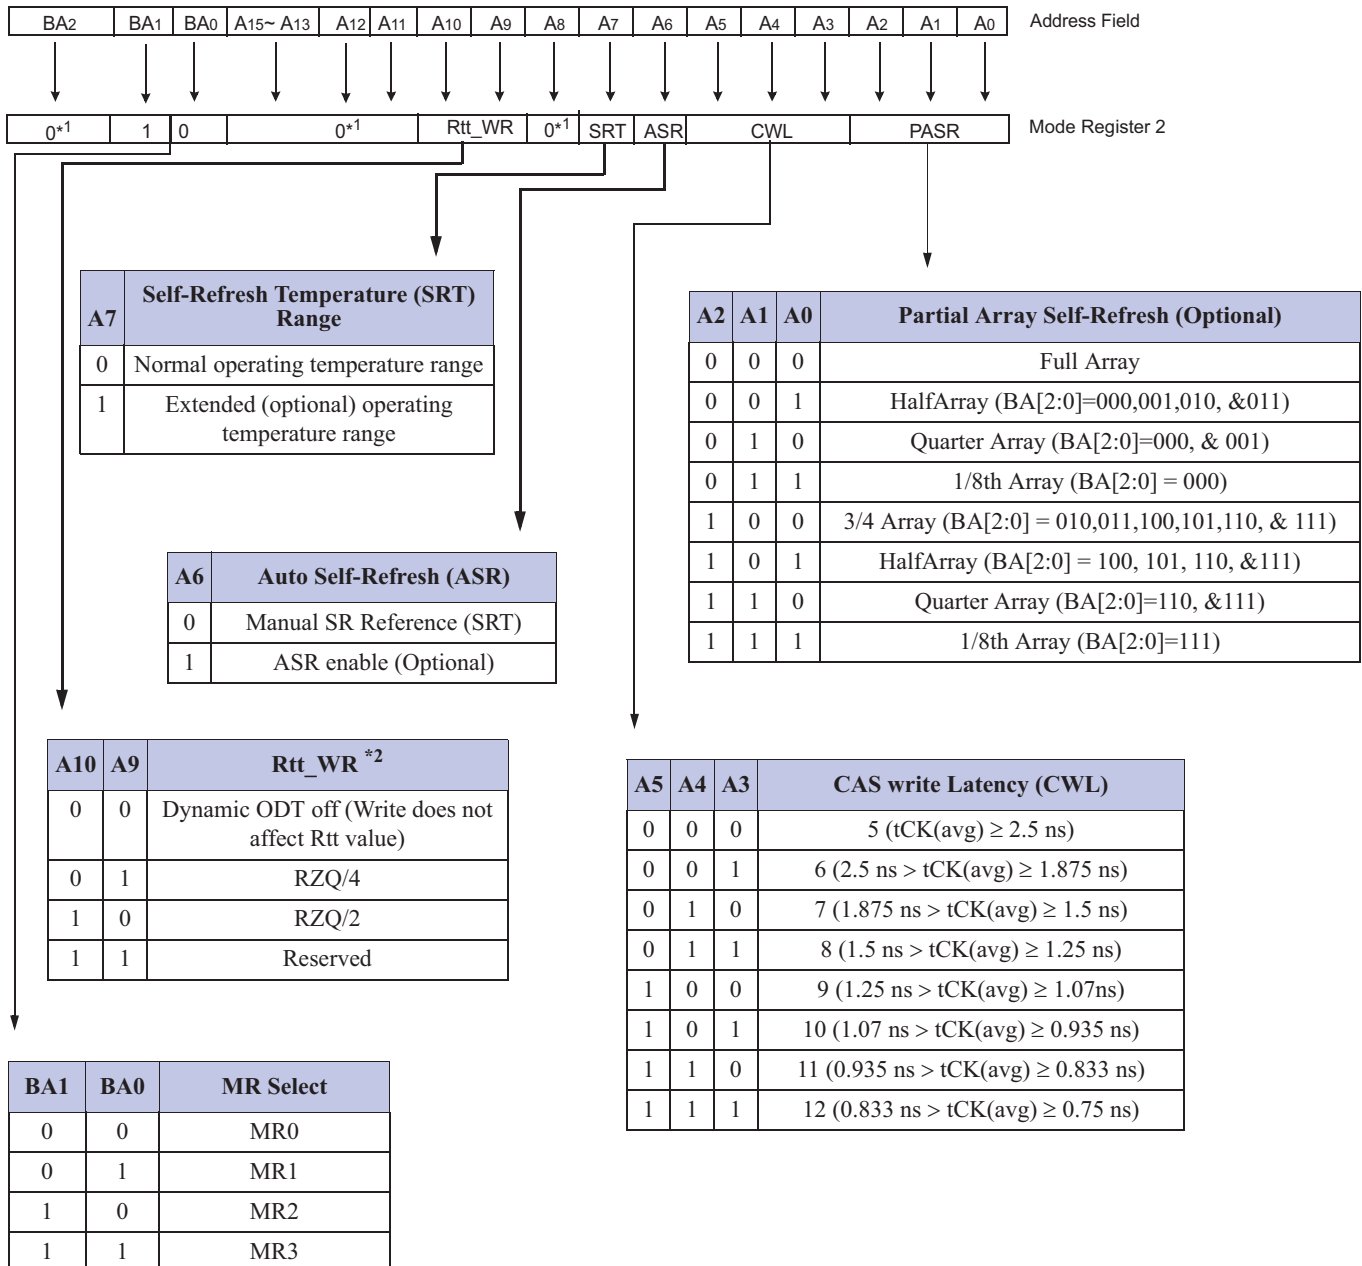 BA2 BA1 BA0 A15~ A13 A12 A11 A10 A9 A8 A7 A6 A5 A4 A3 A2 A1 A0 Address Field
0*1 1 0 0*1 Rtt_WR 0*1 SRT ASR CWL PASR Mode Register 2
A7 Self-Refresh Temperature (SRT)
Range
0 Normal operating temperature range
1 Extended (optional) operating
temperature range
A2 A1 A0 Partial Array Self-Refresh (Optional)
0 0 0 Full Array
0 0 1 HalfArray (BA[2:0]=000,001,010, &011)
0 1 0 Quarter Array (BA[2:0]=000, & 001)
0 1 1 1/8th Array (BA[2:0] = 000)
1 0 0 3/4 Array (BA[2:0] = 010,011,100,101,110, & 111)
1 0 1 HalfArray (BA[2:0] = 100, 101, 110, &111)
1 1 0 Quarter Array (BA[2:0]=110, &111)
1 1 1 1/8th Array (BA[2:0]=111)
A6 Auto Self-Refresh (ASR)
0 Manual SR Reference (SRT)
1 ASR enable (Optional)
A10 A9 Rtt_WR *2
0 0 Dynamic ODT off (Write does not
affect Rtt value)
0 1 RZQ/4
1 0 RZQ/2
1 1 Reserved
A5 A4 A3 CAS write Latency (CWL)
0 0 0 5 (tCK(avg) ≥ 2.5 ns)
0 0 1 6 (2.5 ns > tCK(avg) ≥ 1.875 ns)
0 1 0 7 (1.875 ns > tCK(avg) ≥ 1.5 ns)
0 1 1 8 (1.5 ns > tCK(avg) ≥ 1.25 ns)
1 0 0 9 (1.25 ns > tCK(avg) ≥ 1.07ns)
1 0 1 10 (1.07 ns > tCK(avg) ≥ 0.935 ns)
1 1 0 11 (0.935 ns > tCK(avg) ≥ 0.833 ns)
1 1 1 12 (0.833 ns > tCK(avg) ≥ 0.75 ns)
BA1 BA0 MR Select
0 0 MR0
0 1 MR1
1 0 MR2
1 1 MR3